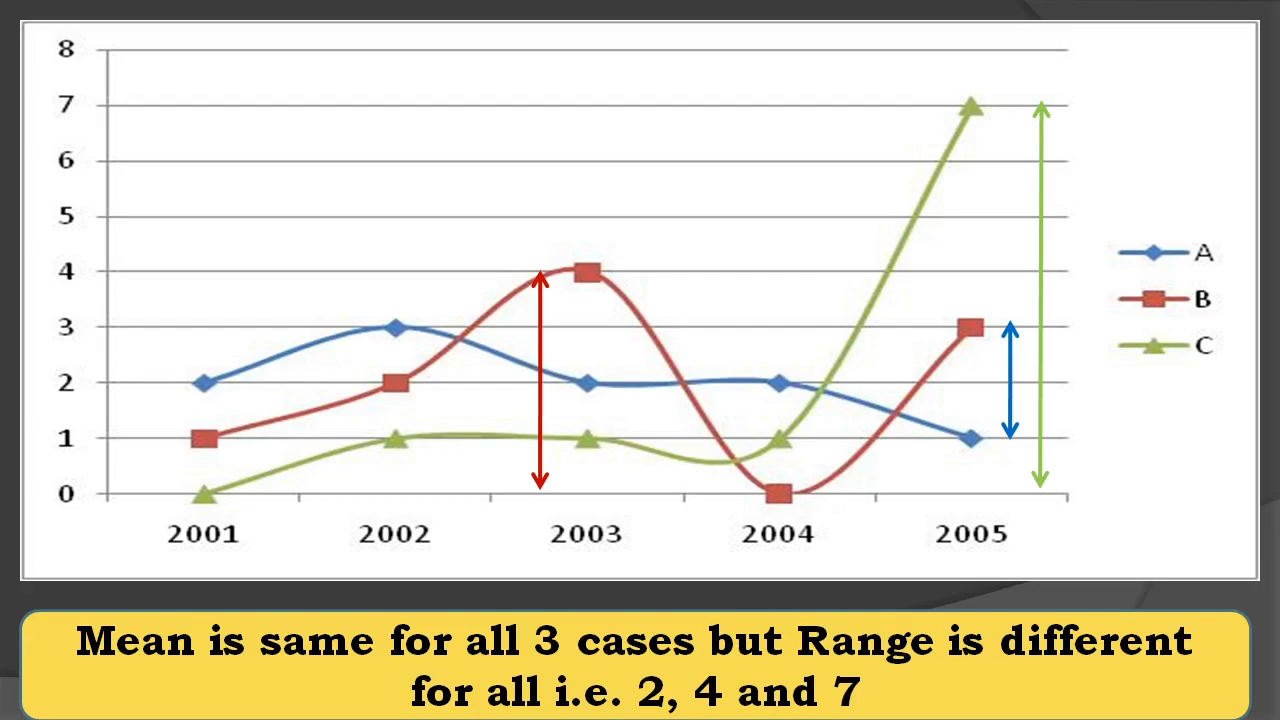 8
7
6
5
4
3
2
1
0
2001 2002 2003 2004 2005
A
B
C
Mean is same for all 3 cases but Range is different
for all i.e. 2, 4 and 7